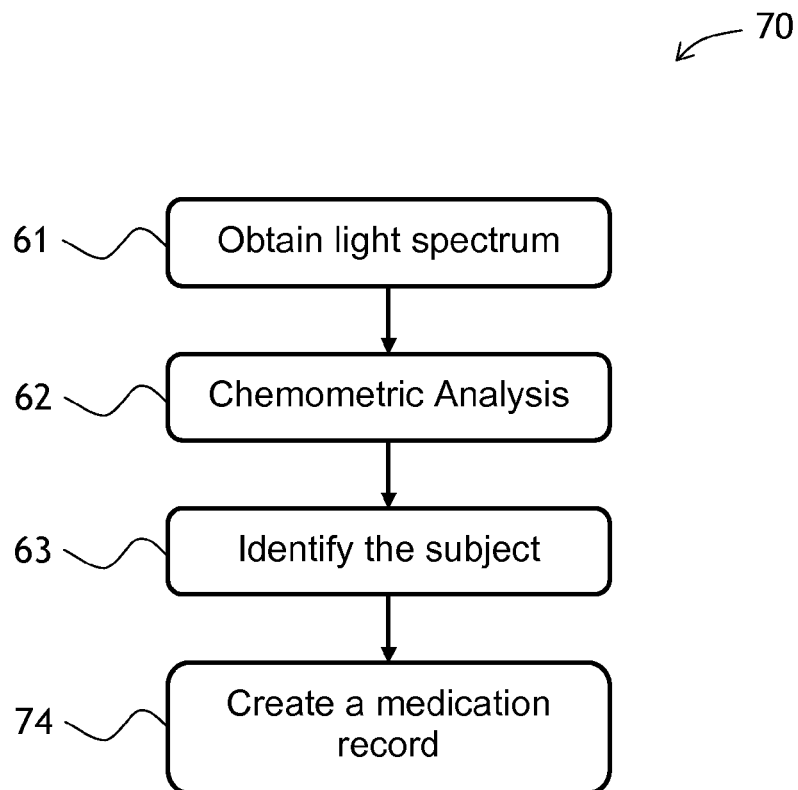 70
61
Obtain light spectrum
62
Chemometric Analysis
63
Identify the subject
74
Create a medication
record